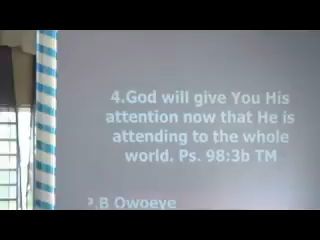 4.God will give You His
attention now that He is
attending to the whole
world. Ps. 98:3b TM
.B Owoeye